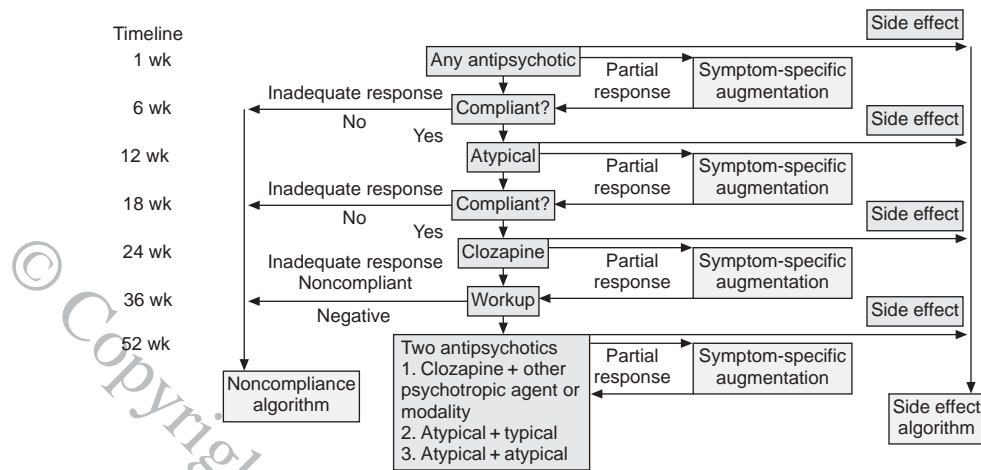 Timeline
Side effect
1 wk
Any antipsychotic
Partial
response
Symptom-specific
augmentation
Inadequate response
6 wk
Compliant?
No
Yes
Side effect
12 wk
Atypical
Partial
response
Symptom-specific
augmentation
Inadequate response
18 wk
Compliant?
No
Yes
Side effect
24 wk
Clozapine
Partial
response
Symptom-specific
augmentation
Inadequate response
Noncompliant
36 wk
Workup
Negative
Side effect
52 wk
Two antipsychotics
1. Clozapine + other
psychotropic agent or
modality
2. Atypical + typical
3. Atypical + atypical
Partial
response
Symptom-specific
augmentation
Noncompliance
algorithm
Side effect
algorithm
© Copyrigh